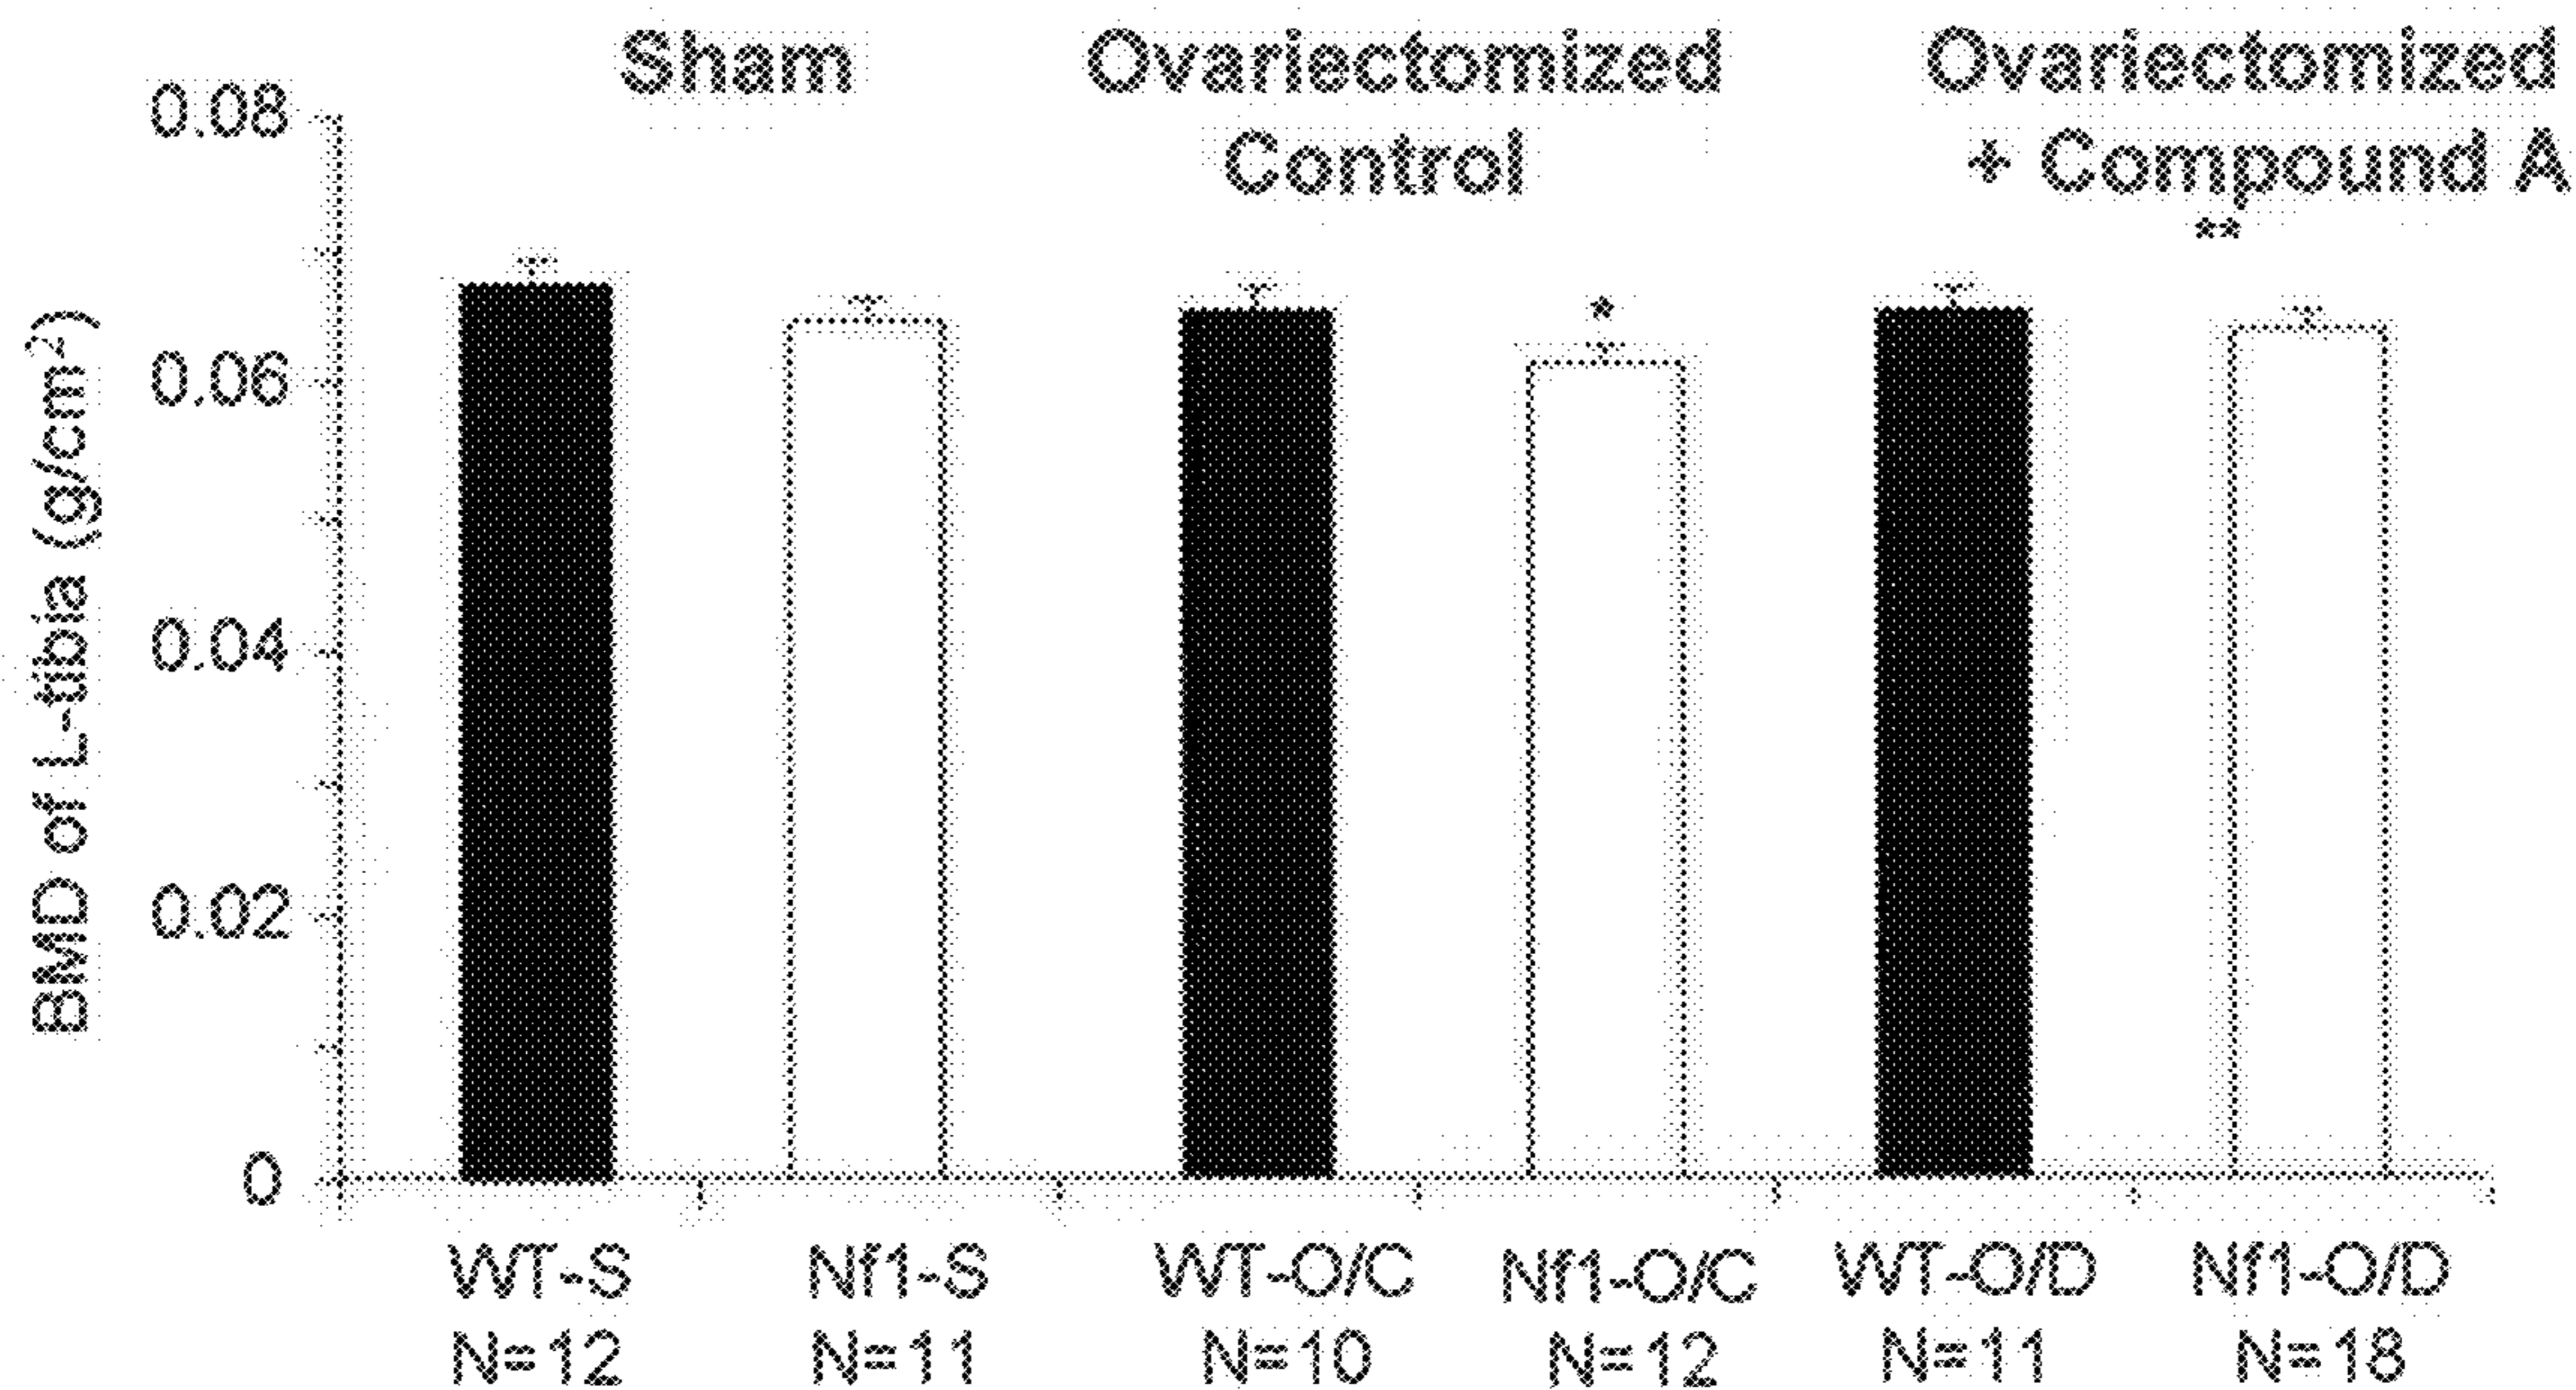 Sham
Ovariectomized
Control
Ovariectomized
+ Compound A
**
*
BMD of L-tibia (g/cm²)
0.08
0.06
0.04
0.02
0
WT-S
N=12
Nf1-S
N=11
WT-O/C
N=10
Nf1-O/C
N=12
WT-O/D
N=11
Nf1-O/D
N=18